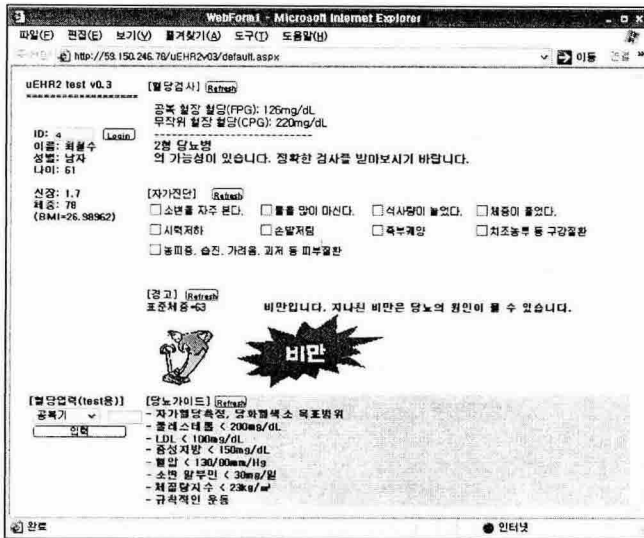 WebForm1 - Microsoft Internet Explorer
파일(F) 편집(E) 보기(V) 즐겨찾기(A) 도구(T) 도움말(H)
http://59.150.246.76/uEHR2v03/default.aspx
이동
uEHR2 test v0.3
====================
ID: 4
Login
이름: 최철수
성별: 남자
나이: 61
신장: 1.7
체중: 78
(BMI=26.98962)
[혈당검사] Refresh
공복 혈장 혈당(FPG): 126mg/dL
무작위 혈장 혈당(CPG): 220mg/dL
--------------------------
2형 당뇨병
의 가능성이 있습니다. 정확한 검사를 받아보시기 바랍니다.
[자가진단] Refresh
소변을 자주 본다. 물을 많이 마신다. 식사량이 늘었다. 체중이 줄었다.
시력저하 손발저림 족부궤양 치조농루 등 구강질환
농피증, 습진, 가려움, 괴저 등 피부질환
[경고] Refresh
표준체중=63
비만입니다. 지나친 비만은 당뇨의 원인이 될 수 있습니다.
비만
[혈당입력(test용)]
공복기
입력
[당뇨가이드] Refresh
- 자가혈당측정, 당화혈색소 목표범위
- 콜레스테롤 < 200mg/dL
- LDL < 100mg/dL
- 중성지방 < 150mg/dL
- 혈압 < 130/80mm/Hg
- 소변 알부민 < 30mg/일
- 체질량지수 < 23kg/㎡
- 규칙적인 운동
완료
인터넷